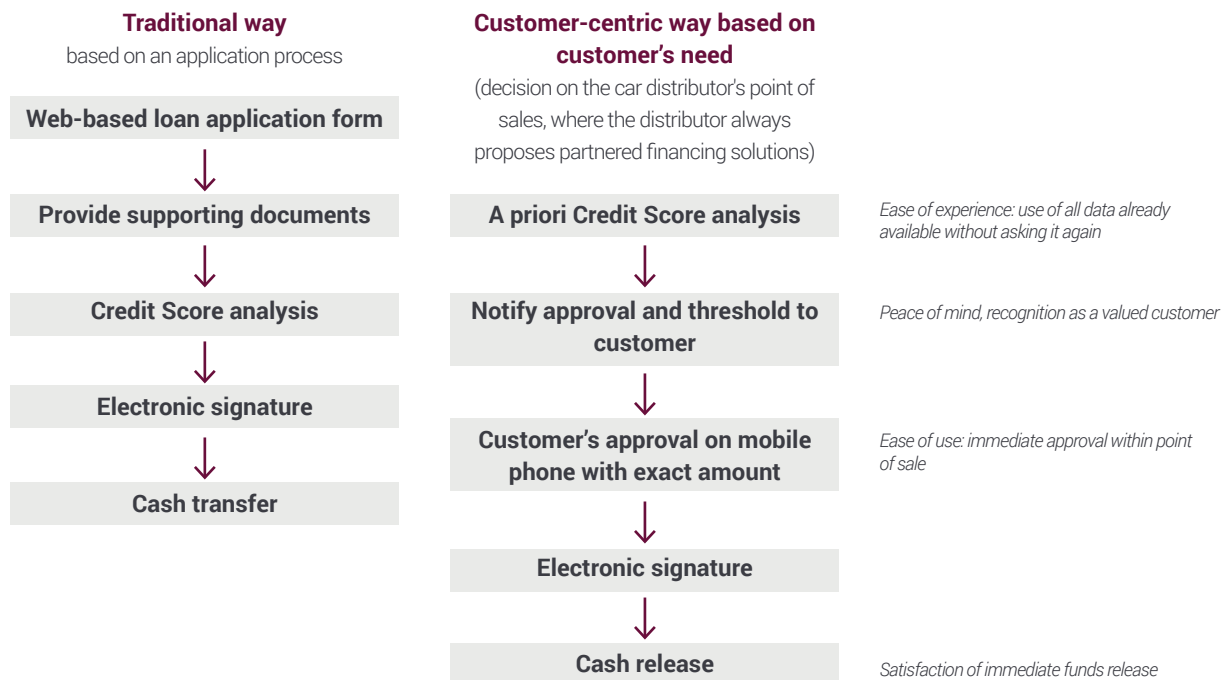 Traditional way
based on an application process
Web-based loan application form
Provide supporting documents
Credit Score analysis
Electronic signature
Cash transfer
Customer-centric way based on
customer’s need
(decision on the car distributor's point of
sales, where the distributor always
proposes partnered financing solutions)
A priori Credit Score analysis
Ease of experience: use of all data already
available without asking it again
Notify approval and threshold to
customer
Peace of mind, recognition as a valued customer
Customer’s approval on mobile
phone with exact amount
Ease of use: immediate approval within point
of sale
Electronic signature
Cash release
Satisfaction of immediate funds release